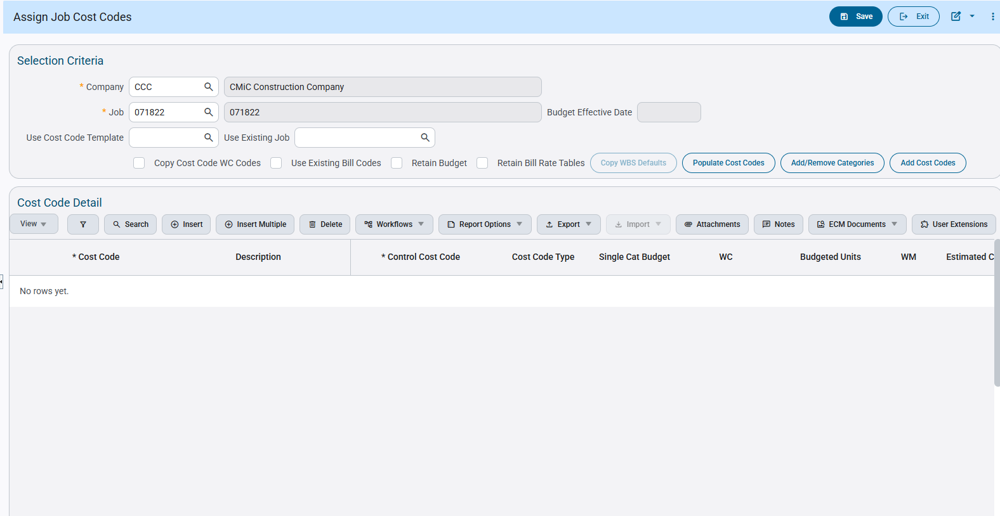 Assign Job Cost Codes
Save
Exit
Selection Criteria
* Company CCC CMiC Construction Company
* Job 071822 071822 Budget Effective Date
Use Cost Code Template Use Existing Job
Copy Cost Code WC Codes Use Existing Bill Codes Retain Budget Retain Bill Rate Tables Copy WBS Defaults Populate Cost Codes Add/Remove Categories Add Cost Codes
Cost Code Detail
View Search Insert Insert Multiple Delete Workflows Report Options Export Import Attachments Notes ECM Documents User Extensions
* Cost Code Description * Control Cost Code Cost Code Type Single Cat Budget WC Budgeted Units WM Estimated C
No rows yet.